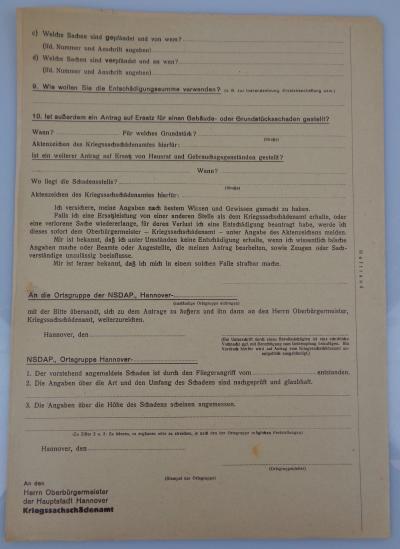 c) Welche Sachen sind gepfändet und von wem?
(lfd. Nummer und Anschrift angeben)
d) Welche Sachen sind verpfändet und an wen?
(lfd. Nummer und Anschrift angeben)
9. Wie wollen Sie die Entschädigungssumme verwenden? (z. B. zur Instandsetzung, Ersatzbeschaffung usw.)
10. Ist außerdem ein Antrag auf Ersatz für einen Gebäude- oder Grundstücksschaden gestellt?
Wann? Für welches Grundstück?
(Straße)
Aktenzeichen des Kriegssachschädenamtes hierfür:
Ist ein weiterer Antrag auf Ersatz von Hausrat und Gebrauchsgegenständen gestellt?
Wann?
Wo liegt die Schadensstelle?
(Straße)
Aktenzeichen des Kriegssachschädenamtes hierfür:
Ich versichere, meine Angaben nach bestem Wissen und Gewissen gemacht zu haben.
Falls ich eine Ersatzleistung von einer anderen Stelle als dem Kriegssachschädenamt erhalte, oder
eine verlorene Sache wiedererlange, für deren Verlust ich eine Entschädigung beantragt habe, werde ich
dieses sofort dem Oberbürgermeister – Kriegssachschädenamt – unter Angabe des Aktenzeichens melden.
Mir ist bekannt, daß ich unter Umständen keine Entschädigung erhalte, wenn ich wissentlich falsche
Angaben mache oder Beamte oder Angestellte, die meinen Antrag bearbeiten, sowie Zeugen oder Sach-
verständige unzulässig beeinflusse.
Mir ist ferner bekannt, daß ich mich in einem solchen Falle strafbar mache.
Heftrand
An die Ortsgruppe der NSDAP., Hannover-
(zuständige Ortsgruppe eintragen)
mit der Bitte übersandt, sich zu dem Antrage zu äußern und ihn dann an den Herrn Oberbürgermeister,
Kriegssachschädenamt, weiterzureichen.
Hannover, den
NSDAP., Ortsgruppe Hannover-
1. Der vorstehend angemeldete Schaden ist durch den Fliegerangriff vom entstanden.
2. Die Angaben über die Art und den Umfang des Schadens sind nachgeprüft und glaubhaft.
3. Die Angaben über die Höhe des Schadens scheinen angemessen.
Hannover, den
(Ortsgruppenleiter)
(Stempel der Ortsgruppe)
An den
Herrn Oberbürgermeister
der Hauptstadt Hannover
Kriegssachschädenamt